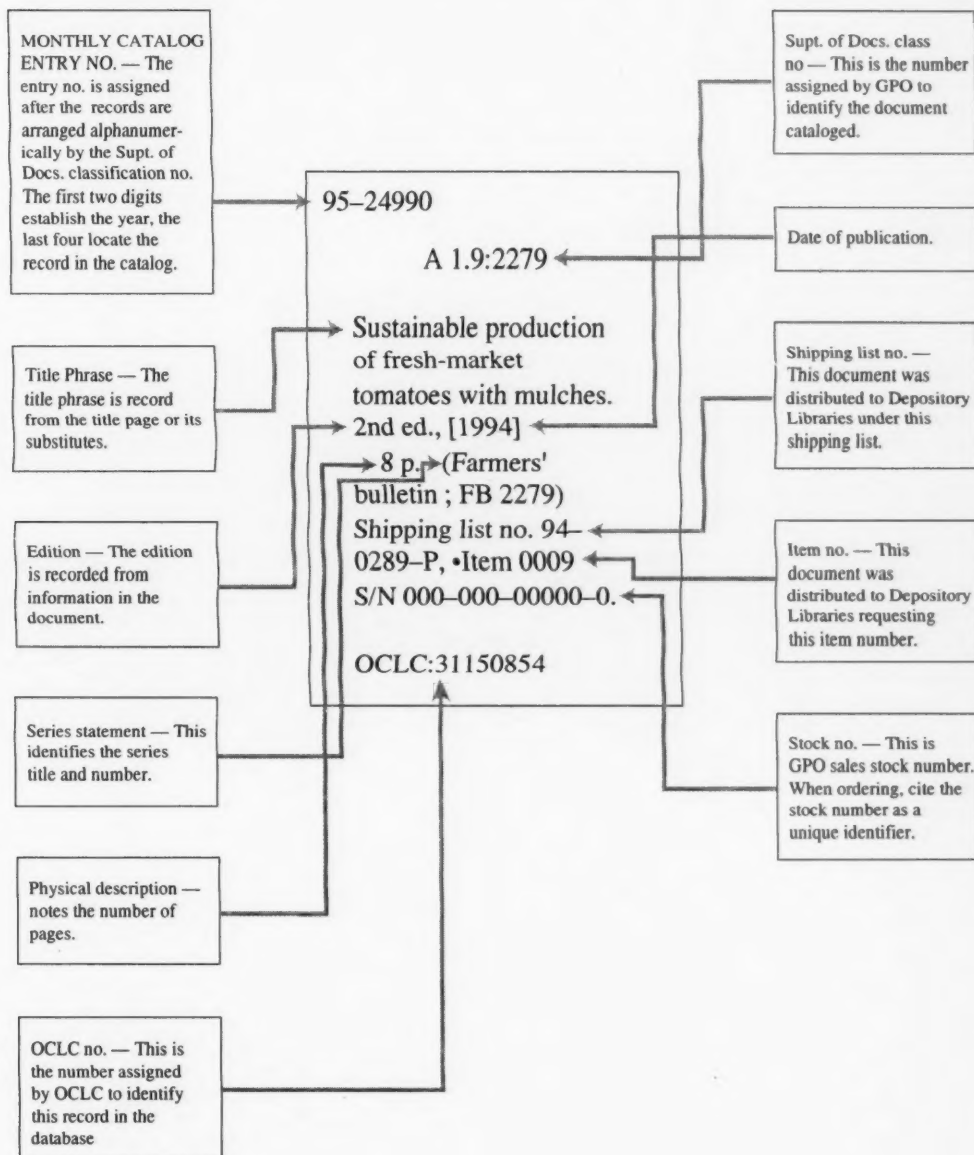 MONTHLY CATALOG
ENTRY NO. — The
entry no. is assigned
after the records are
arranged alphanumer-
ically by the Supt. of
Docs. classification no.
The first two digits
establish the year, the
last four locate the
record in the catalog.
Title Phrase — The
title phrase is record
from the title page or its
substitutes.
Edition — The edition
is recorded from
information in the
document.
Series statement — This
identifies the series
title and number.
Physical description —
notes the number of
pages.
OCLC no. — This is
the number assigned
by OCLC to identify
this record in the
database
95–24990
A 1.9:2279
Sustainable production
of fresh-market
tomatoes with mulches.
2nd ed., [1994]
8 p. (Farmers'
bulletin ; FB 2279)
Shipping list no. 94–
0289–P, •Item 0009
S/N 000–000–00000–0.
OCLC:31150854
Supt. of Docs. class
no — This is the number
assigned by GPO to
identify the document
cataloged.
Date of publication.
Shipping list no. —
This document was
distributed to Depository
Libraries under this
shipping list.
Item no. — This
document was
distributed to Depository
Libraries requesting
this item number.
Stock no. — This is
GPO sales stock number.
When ordering, cite the
stock number as a
unique identifier.